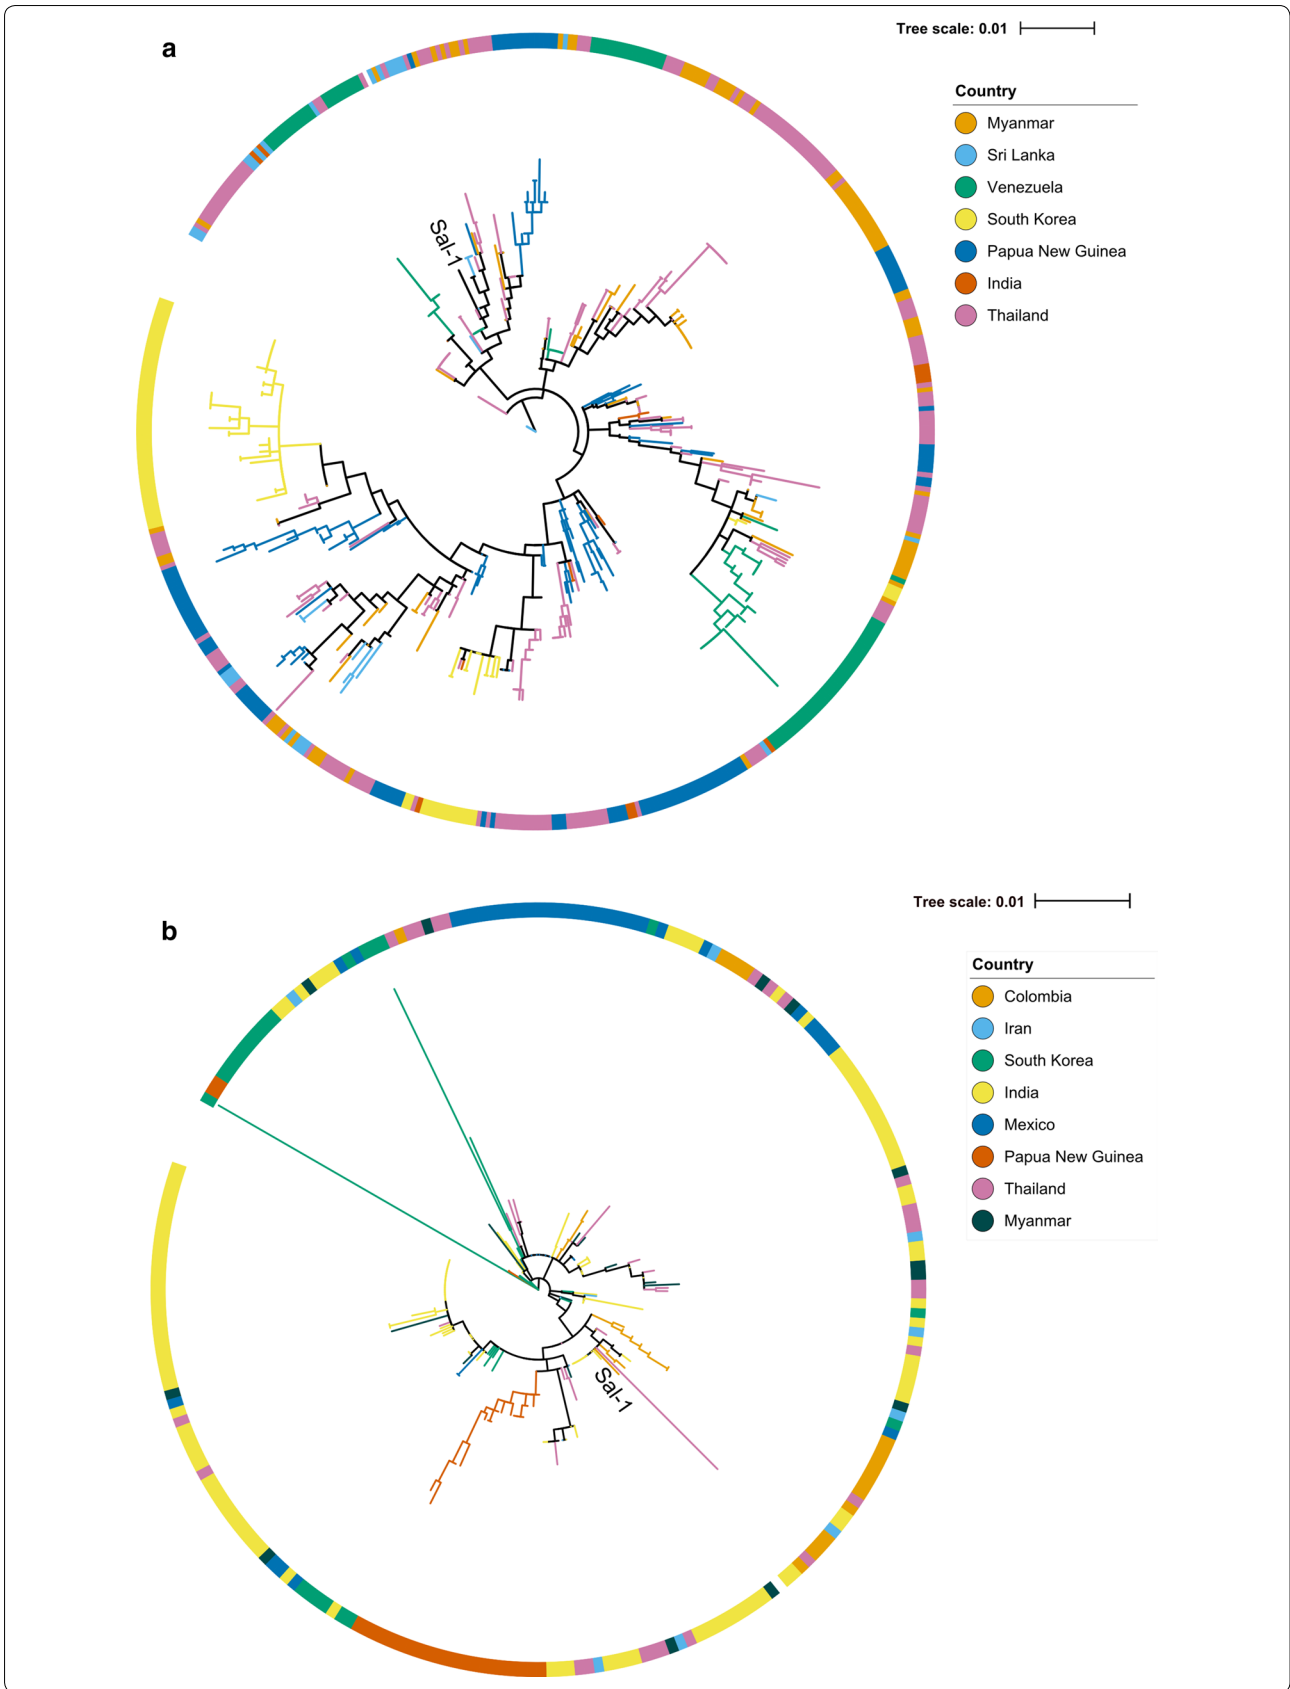 a
Tree scale: 0.01
Country
Myanmar
Sri Lanka
Venezuela
South Korea
Papua New Guinea
India
Thailand
Sal-1
b
Tree scale: 0.01
Country
Colombia
Iran
South Korea
India
Mexico
Papua New Guinea
Thailand
Myanmar
Sal-1